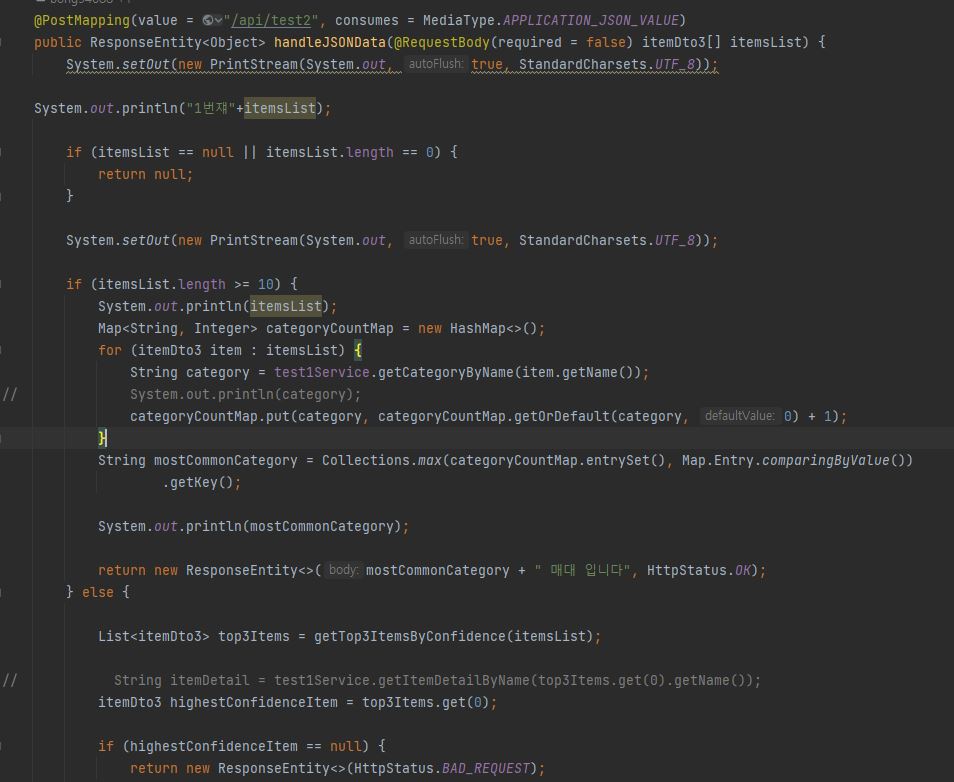 @PostMapping(value = "/api/test2", consumes = MediaType.APPLICATION_JSON_VALUE)
public ResponseEntity<Object> handleJSONData(@RequestBody(required = false) itemDto3[] itemsList) {
System.setOut(new PrintStream(System.out, autoFlush: true, StandardCharsets.UTF_8));
System.out.println("1번쨰"+itemsList);
if (itemsList == null || itemsList.length == 0) {
return null;
}
System.setOut(new PrintStream(System.out, autoFlush: true, StandardCharsets.UTF_8));
if (itemsList.length >= 10) {
System.out.println(itemsList);
Map<String, Integer> categoryCountMap = new HashMap<>();
for (itemDto3 item : itemsList) {
String category = test1Service.getCategoryByName(item.getName());
// System.out.println(category);
categoryCountMap.put(category, categoryCountMap.getOrDefault(category, defaultValue: 0) + 1);
}
String mostCommonCategory = Collections.max(categoryCountMap.entrySet(), Map.Entry.comparingByValue())
.getKey();
System.out.println(mostCommonCategory);
return new ResponseEntity<>( body: mostCommonCategory + " 매대 입니다", HttpStatus.OK);
} else {
List<itemDto3> top3Items = getTop3ItemsByConfidence(itemsList);
// String itemDetail = test1Service.getItemDetailByName(top3Items.get(0).getName());
itemDto3 highestConfidenceItem = top3Items.get(0);
if (highestConfidenceItem == null) {
return new ResponseEntity<>(HttpStatus.BAD_REQUEST);